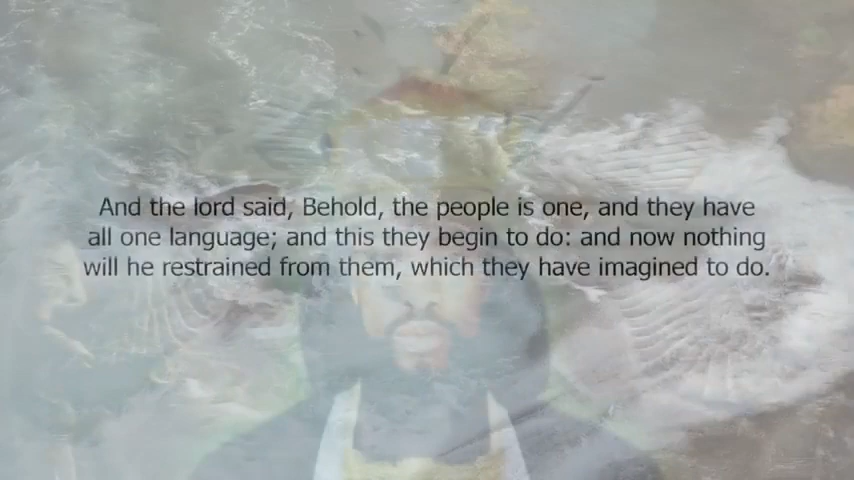 And the lord said, Behold, the people is one, and they have
all one language; and this they begin to do: and now nothing
will he restrained from them, which they have imagined to do.